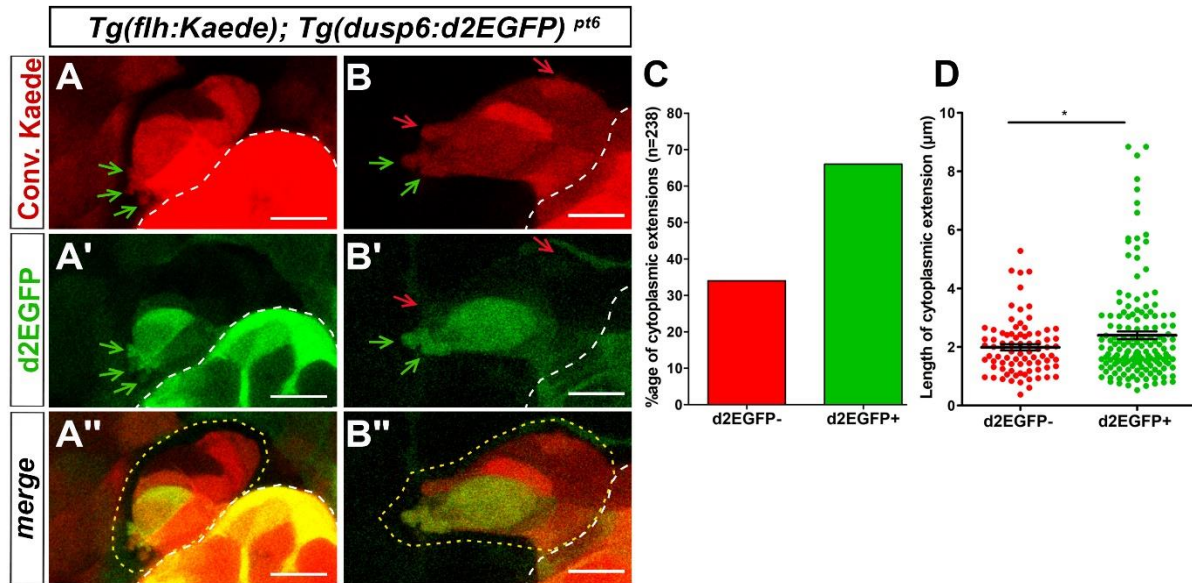 Tg(flh:Kaede); Tg(dusp6:d2EGFP) pt6
Conv. Kaede
A
B
d2EGFP
A'
B'
merge
A"
B"
C
%age of cytoplasmic extensions (n=238)
80
70
60
50
40
30
20
10
0
d2EGFP-
d2EGFP+
D
Length of cytoplasmic extension (µm)
10
8
6
4
2
0
*
d2EGFP-
d2EGFP+